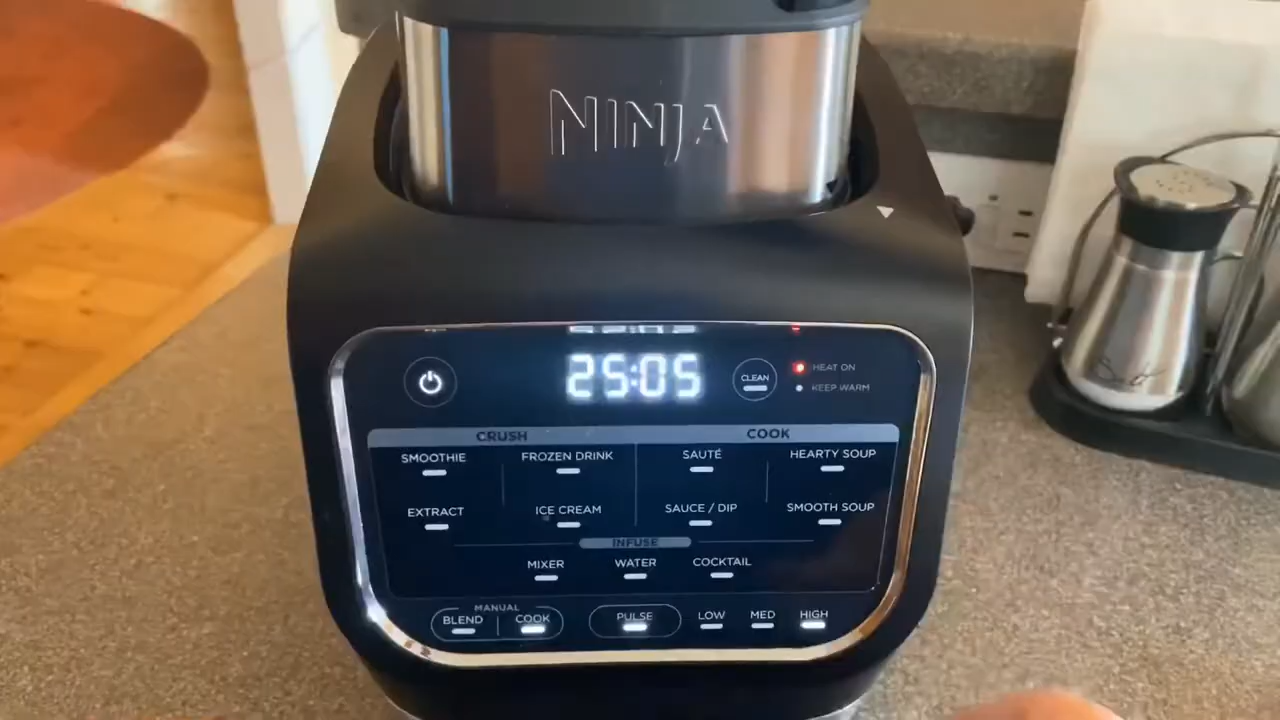 NINJA
25:05
CLEAN
HEAT ON
KEEP WARM
CRUSH
COOK
SMOOTHIE
FROZEN DRINK
SAUTÉ
HEARTY SOUP
EXTRACT
ICE CREAM
SAUCE / DIP
SMOOTH SOUP
INFUSE
MIXER
WATER
COCKTAIL
MANUAL
BLEND
COOK
PULSE
LOW
MED
HIGH